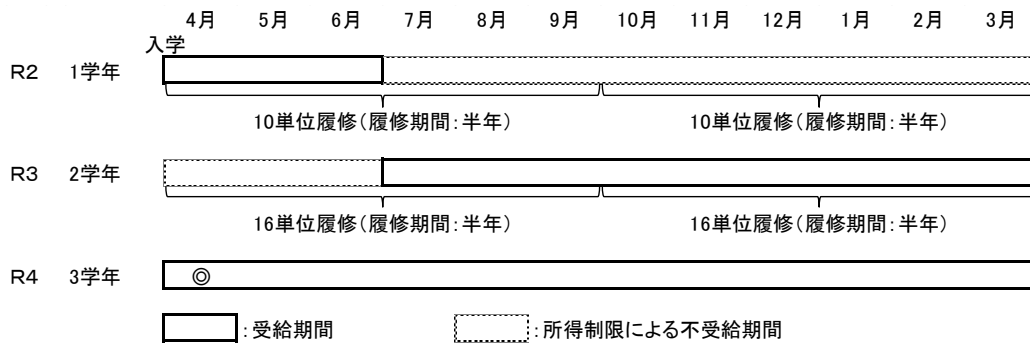 4月 5月 6月 7月 8月 9月 10月 11月 12月 1月 2月 3月
入学
R2 1学年
10単位履修(履修期間:半年) 10単位履修(履修期間:半年)
R3 2学年
16単位履修(履修期間:半年) 16単位履修(履修期間:半年)
R4 3学年 ◎
:受給期間 :所得制限による不受給期間